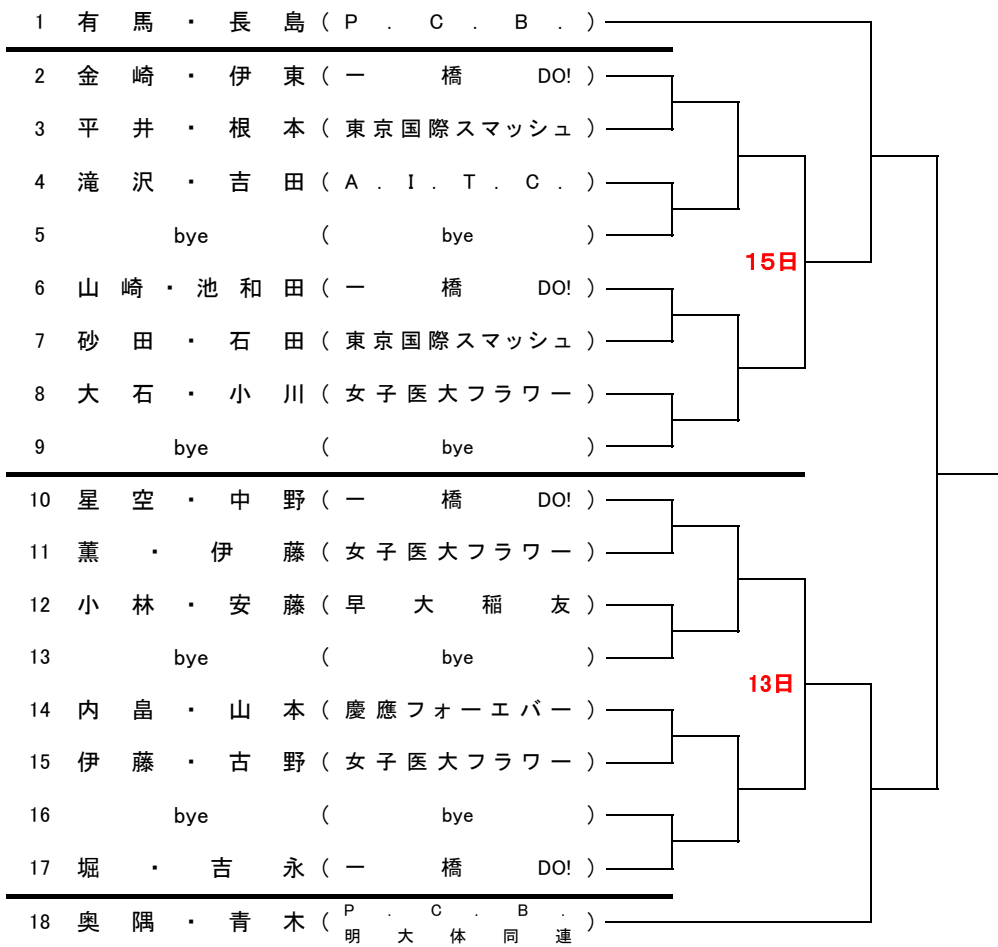 1 有馬・長島(P.C.B.)
2 金崎・伊東(一橋DO!)
3 平井・根本(東京国際スマッシュ)
4 滝沢・吉田(A.I.T.C.)
5 bye(bye)
15日
6 山崎・池和田(一橋DO!)
7 砂田・石田(東京国際スマッシュ)
8 大石・小川(女子医大フラワー)
9 bye(bye)
10 星空・中野(一橋DO!)
11 薫・伊藤(女子医大フラワー)
12 小林・安藤(早大稲友)
13 bye(bye)
13日
14 内畠・山本(慶應フォーエバー)
15 伊藤・古野(女子医大フラワー)
16 bye(bye)
17 堀・吉永(一橋DO!)
18 奥隅・青木(P.C.B.
明大体同連)